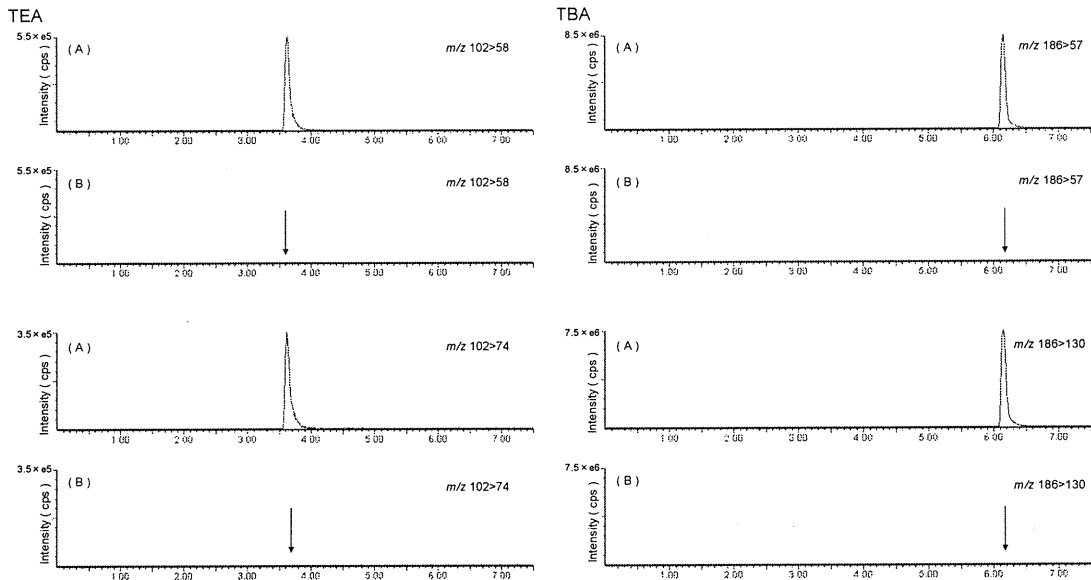 TEA
5.5× e5
Intensity ( cps )
( A )
m/z 102>58
1.00 2.00 3.00 4.00 5.00 6.00 7.00
5.5× e5
Intensity ( cps )
( B )
m/z 102>58
1.00 2.00 3.00 4.00 5.00 6.00 7.00
3.5× e5
Intensity ( cps )
( A )
m/z 102>74
1.00 2.00 3.00 4.00 5.00 6.00 7.00
3.5× e5
Intensity ( cps )
( B )
m/z 102>74
1.00 2.00 3.00 4.00 5.00 6.00 7.00
TBA
8.5× e6
Intensity ( cps )
( A )
m/z 186>57
1.00 2.00 3.00 4.00 5.00 6.00 7.00
8.5× e6
Intensity ( cps )
( B )
m/z 186>57
1.00 2.00 3.00 4.00 5.00 6.00 7.00
7.5× e6
Intensity ( cps )
( A )
m/z 186>130
1.00 2.00 3.00 4.00 5.00 6.00 7.00
7.5× e6
Intensity ( cps )
( B )
m/z 186>130
1.00 2.00 3.00 4.00 5.00 6.00 7.00